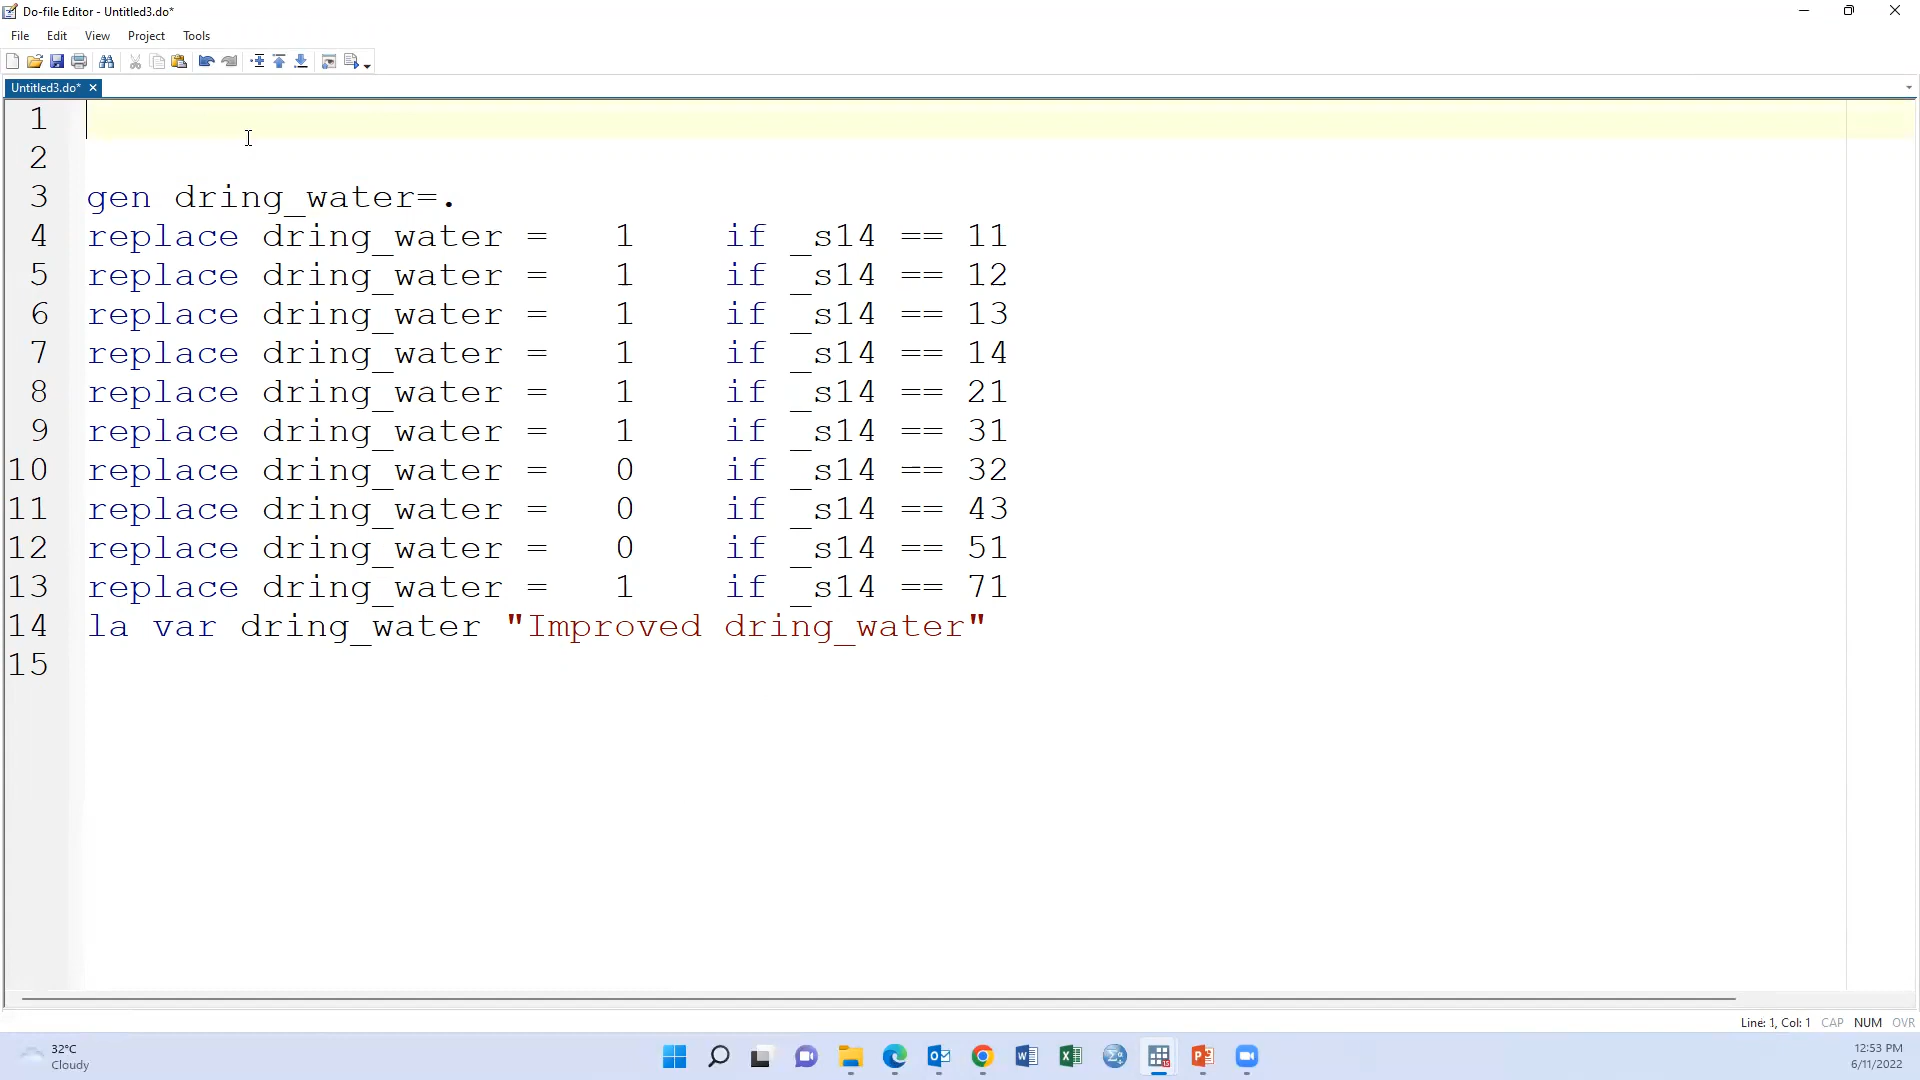 Do-file Editor - Untitled3.do*
File Edit View Project Tools
Untitled3.do*
1
2
3 gen dring_water=.
4 replace dring_water = 1 if _s14 == 11
5 replace dring_water = 1 if _s14 == 12
6 replace dring_water = 1 if _s14 == 13
7 replace dring_water = 1 if _s14 == 14
8 replace dring_water = 1 if _s14 == 21
9 replace dring_water = 1 if _s14 == 31
10 replace dring_water = 0 if _s14 == 32
11 replace dring_water = 0 if _s14 == 43
12 replace dring_water = 0 if _s14 == 51
13 replace dring_water = 1 if _s14 == 71
14 la var dring_water "Improved dring_water"
15
Line: 1, Col: 1 CAP NUM OVR
32°C
Cloudy
12:53 PM
6/11/2022